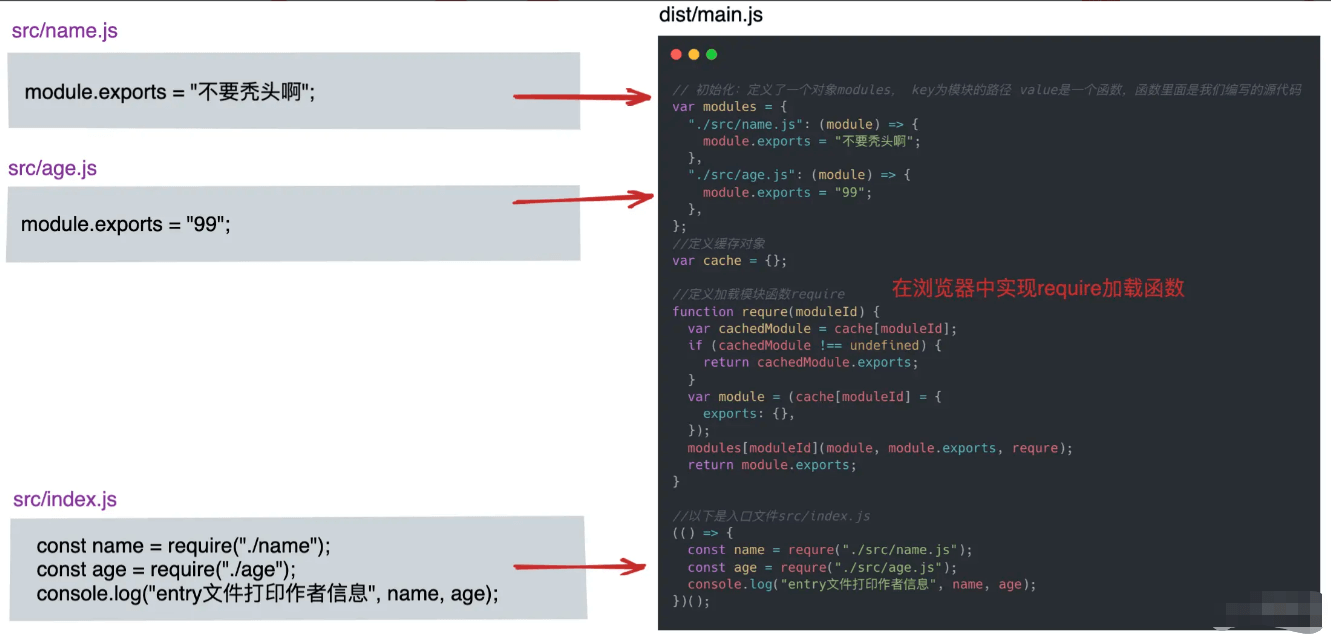 src/name.js
module.exports = "不要秃头啊";
src/age.js
module.exports = "99";
src/index.js
const name = require("./name");
const age = require("./age");
console.log("entry文件打印作者信息", name, age);
dist/main.js
// 初始化：定义了一个对象modules， key为模块的路径 value是一个函数，函数里面是我们编写的源代码
var modules = {
"./src/name.js": (module) => {
module.exports = "不要秃头啊";
},
"./src/age.js": (module) => {
module.exports = "99";
},
};
//定义缓存对象
var cache = {};
//定义加载模块函数require
在浏览器中实现require加载函数
function requre(moduleId) {
var cachedModule = cache[moduleId];
if (cachedModule !== undefined) {
return cachedModule.exports;
}
var module = (cache[moduleId] = {
exports: {},
});
modules[moduleId](module, module.exports, requre);
return module.exports;
}
//以下是入口文件src/index.js
(() => {
const name = requre("./src/name.js");
const age = requre("./src/age.js");
console.log("entry文件打印作者信息", name, age);
})();